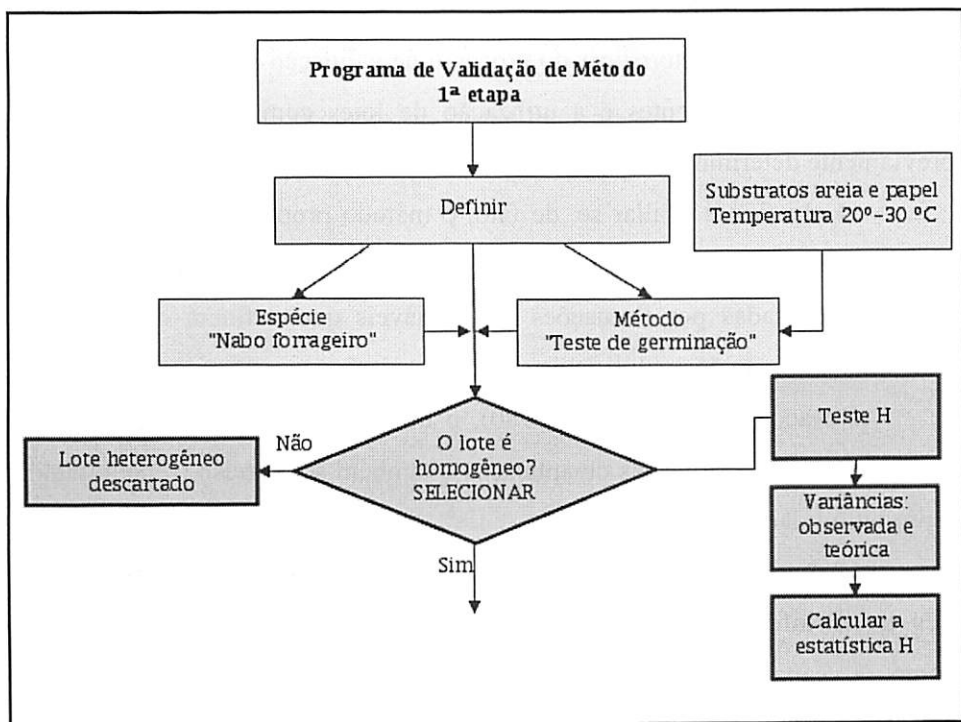 Programa de Validação de Método
1ª etapa
Definir
Substratos areia e papel
Temperatura 20º-30 ºC
Espécie
"Nabo forrageiro"
Método
"Teste de germinação"
O lote é
homogêneo?
SELECIONAR
Não
Lote heterogêneo
descartado
Sim
Teste H
Variâncias:
observada e
teórica
Calcular a
estatística H